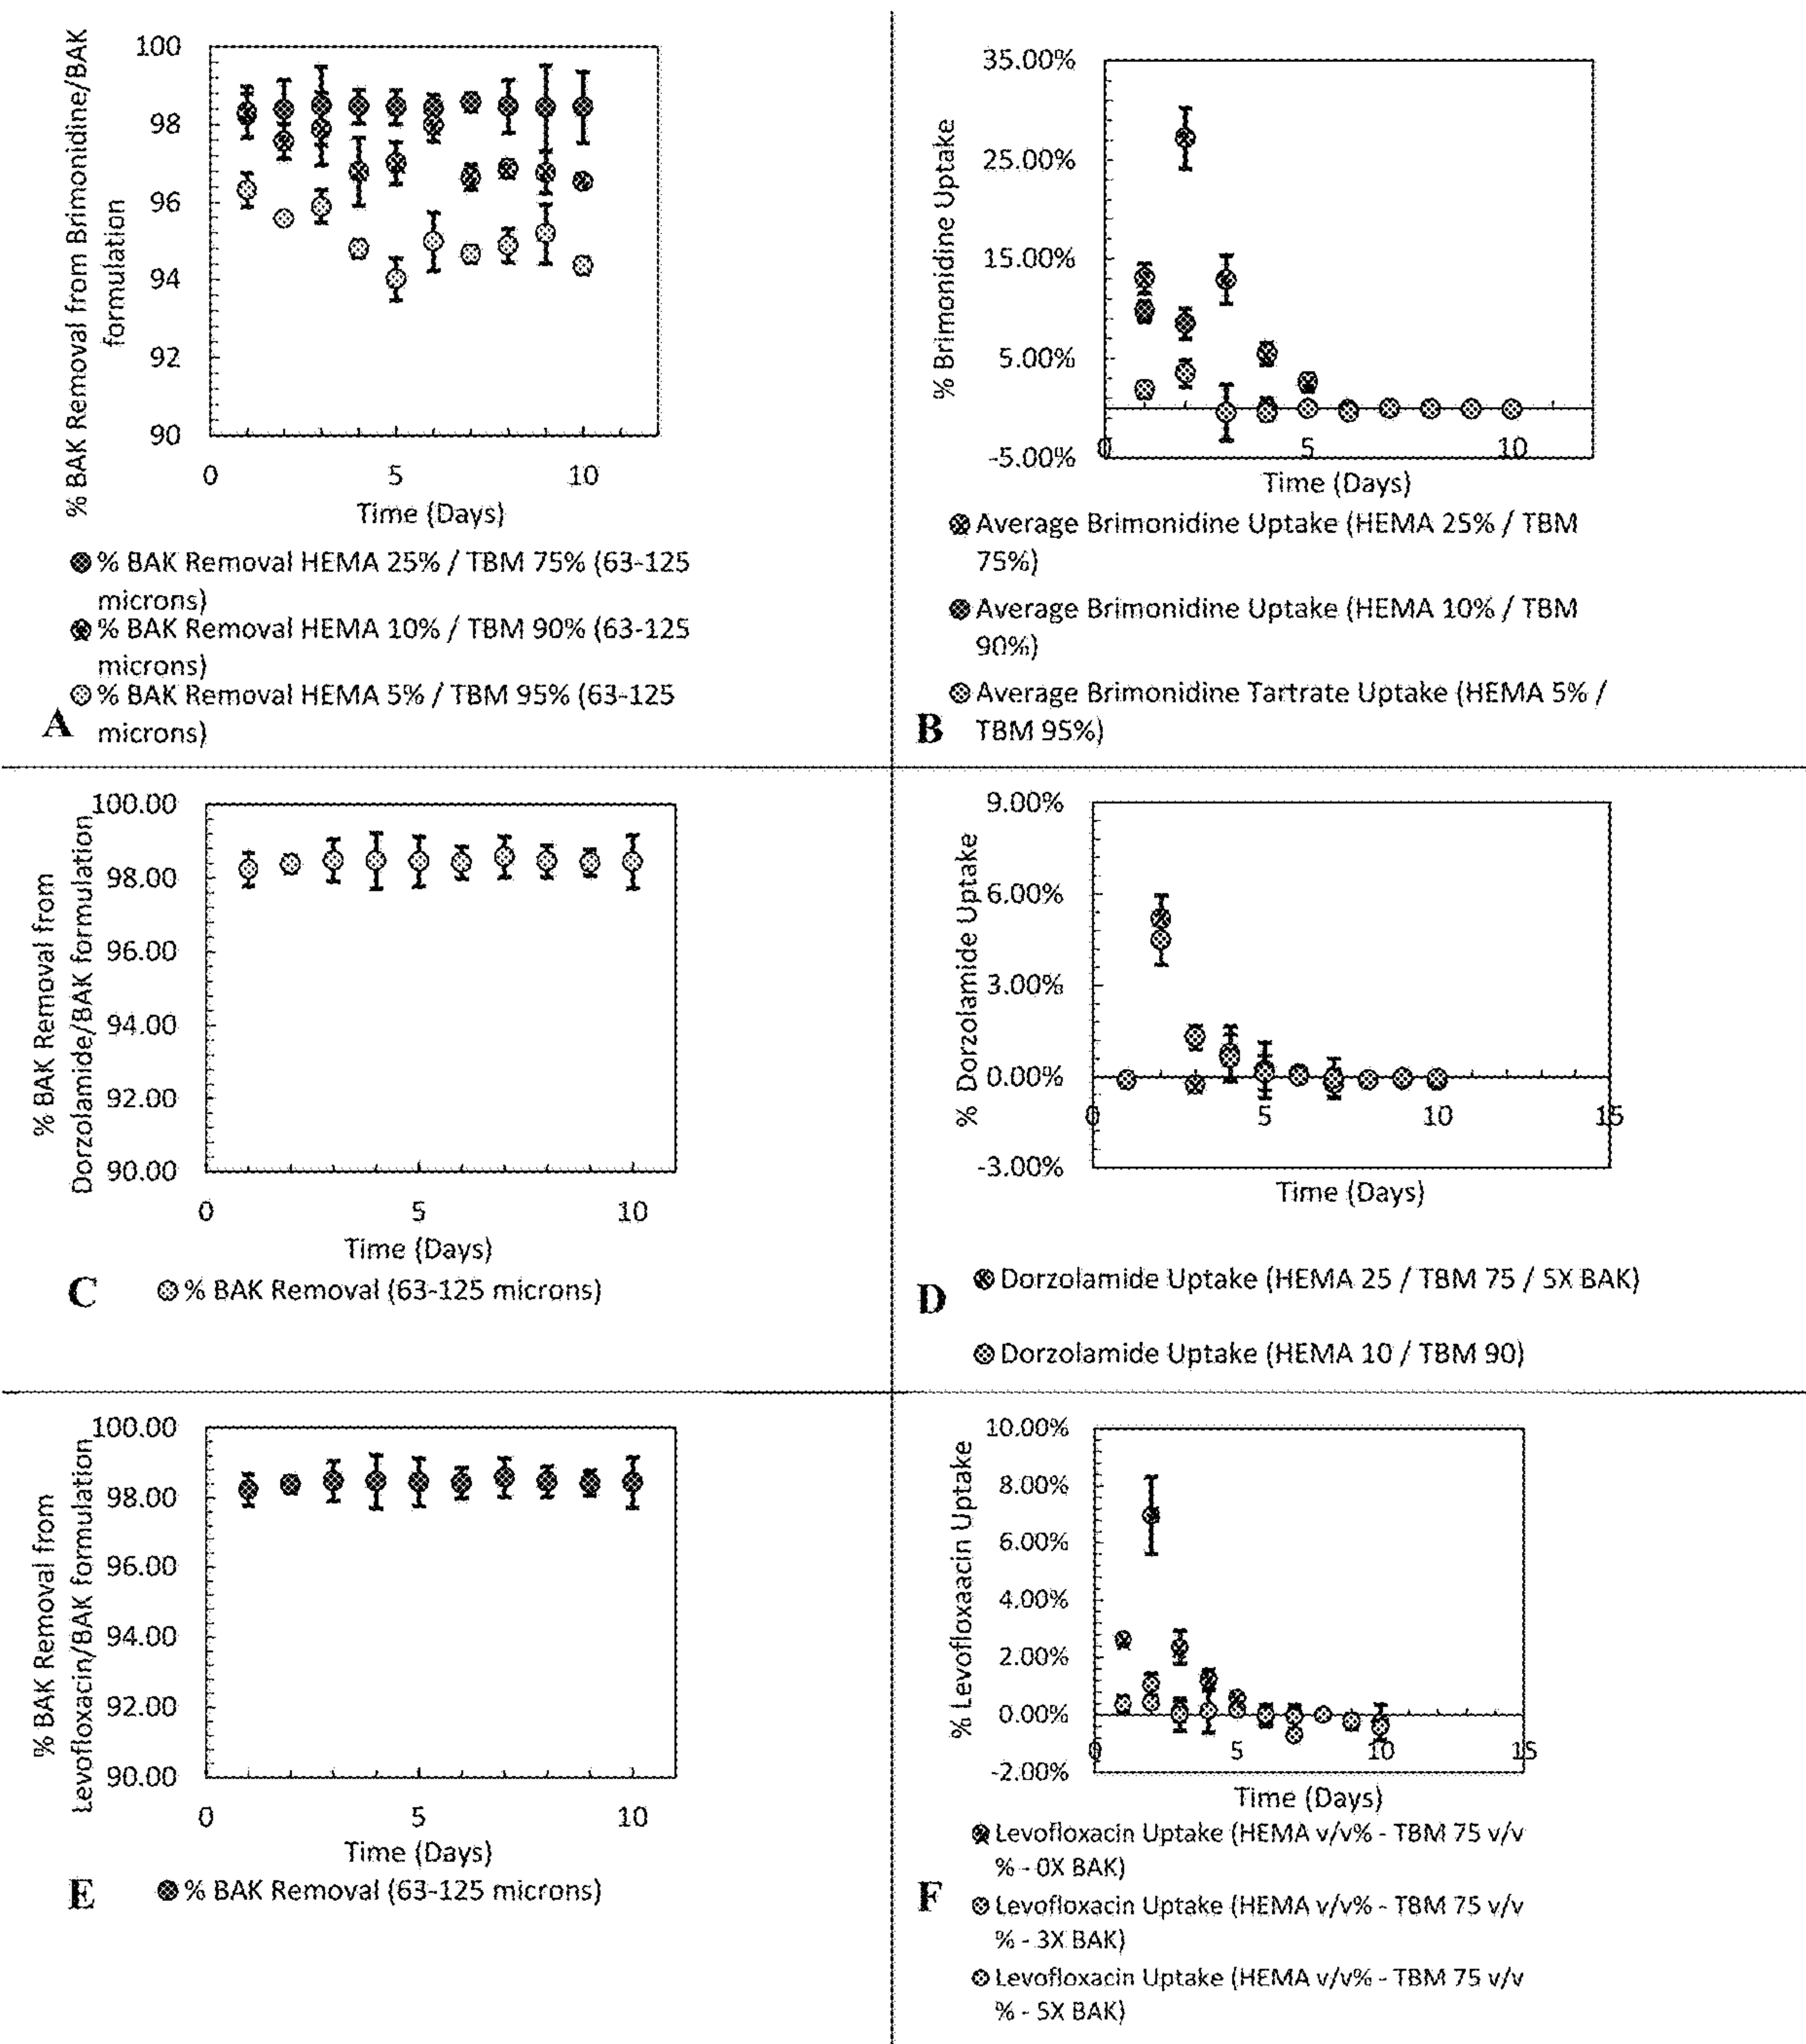 % BAK Removal from Brimonidine/BAK
formulation
100
98
96
94
92
90
0
5
10
Time (Days)
% BAK Removal HEMA 25% / TBM 75% (63-125
microns)
% BAK Removal HEMA 10% / TBM 90% (63-125
microns)
% BAK Removal HEMA 5% / TBM 95% (63-125
microns)
A
% Brimonidine Uptake
35.00%
25.00%
15.00%
5.00%
-5.00%
0
5
10
Time (Days)
Average Brimonidine Uptake (HEMA 25% / TBM
75%)
Average Brimonidine Uptake (HEMA 10% / TBM
90%)
Average Brimonidine Tartrate Uptake (HEMA 5% /
TBM 95%)
B
% BAK Removal from
Dorzolamide/BAK formulation
100.00
98.00
96.00
94.00
92.00
90.00
0
5
10
Time (Days)
% BAK Removal (63-125 microns)
C
% Dorzolamide Uptake
9.00%
6.00%
3.00%
0.00%
-3.00%
0
5
10
15
Time (Days)
Dorzolamide Uptake (HEMA 25 / TBM 75 / 5X BAK)
Dorzolamide Uptake (HEMA 10 / TBM 90)
D
% BAK Removal from
Levofloxacin/BAK formulation
100.00
98.00
96.00
94.00
92.00
90.00
0
5
10
Time (Days)
% BAK Removal (63-125 microns)
E
% Levofloxaacin Uptake
10.00%
8.00%
6.00%
4.00%
2.00%
0.00%
-2.00%
0
5
10
15
Time (Days)
Levofloxacin Uptake (HEMA v/v% - TBM 75 v/v
% - 0X BAK)
Levofloxacin Uptake (HEMA v/v% - TBM 75 v/v
% - 3X BAK)
Levofloxacin Uptake (HEMA v/v% - TBM 75 v/v
% - 5X BAK)
F